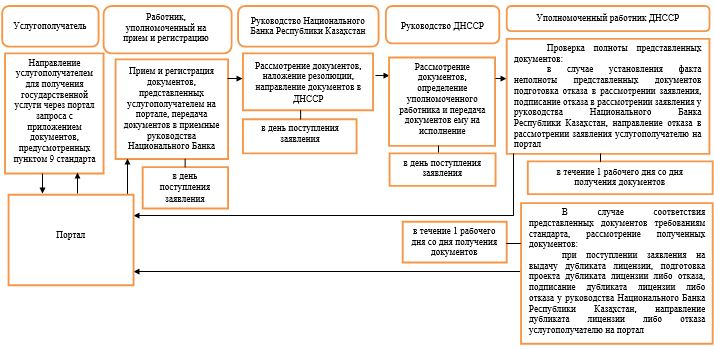 Услугополучатель
Работник,
уполномоченный на
прием и регистрацию
Руководство Национального
Банка Республики Казахстан
Руководство ДНССР
Уполномоченный работник ДНССР
Направление
услугополучателем
для получения
государственной
услуги через портал
запроса с
приложением
документов,
предусмотренных
пунктом 9 стандарта
Прием и регистрация
документов,
представленных
услугополучателем на
портале, передача
документов в приемные
руководства
Национального Банка
в день
поступления
заявления
Рассмотрение документов,
наложение резолюции,
направление документов в
ДНССР
в день поступления
заявления
Рассмотрение
документов,
определение
уполномоченного
работника и передача
документов ему на
исполнение
в день поступления
заявления
Проверка полноты представленных
документов:
в случае установления факта
неполноты представленных документов
подготовка отказа в рассмотрении заявления,
подписание отказа в рассмотрении заявления у
руководства Национального Банка
Республики Казахстан, направление отказа в
рассмотрении заявления услугополучателю на
портал
в течение 1 рабочего дня со дня
получения документов
Портал
в течение 1 рабочего
дня со дня получения
документов
В случае соответствия
представленных документов требованиям
стандарта, рассмотрение полученных
документов:
при поступлении заявления на
выдачу дубликата лицензии, подготовка
проекта дубликата лицензии либо отказа,
подписание дубликата лицензии либо
отказа у руководства Национального Банка
Республики Казахстан, направление
дубликата лицензии либо отказа
услугополучателю на портал